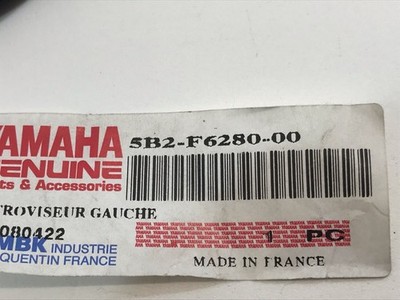 YAMAHA
GENUINE
ts & Accessories
5B2-F6280-00
TROVISEUR GAUCHE
080422
1 PC
MBK INDUSTRIE
QUENTIN FRANCE
MADE IN FRANCE